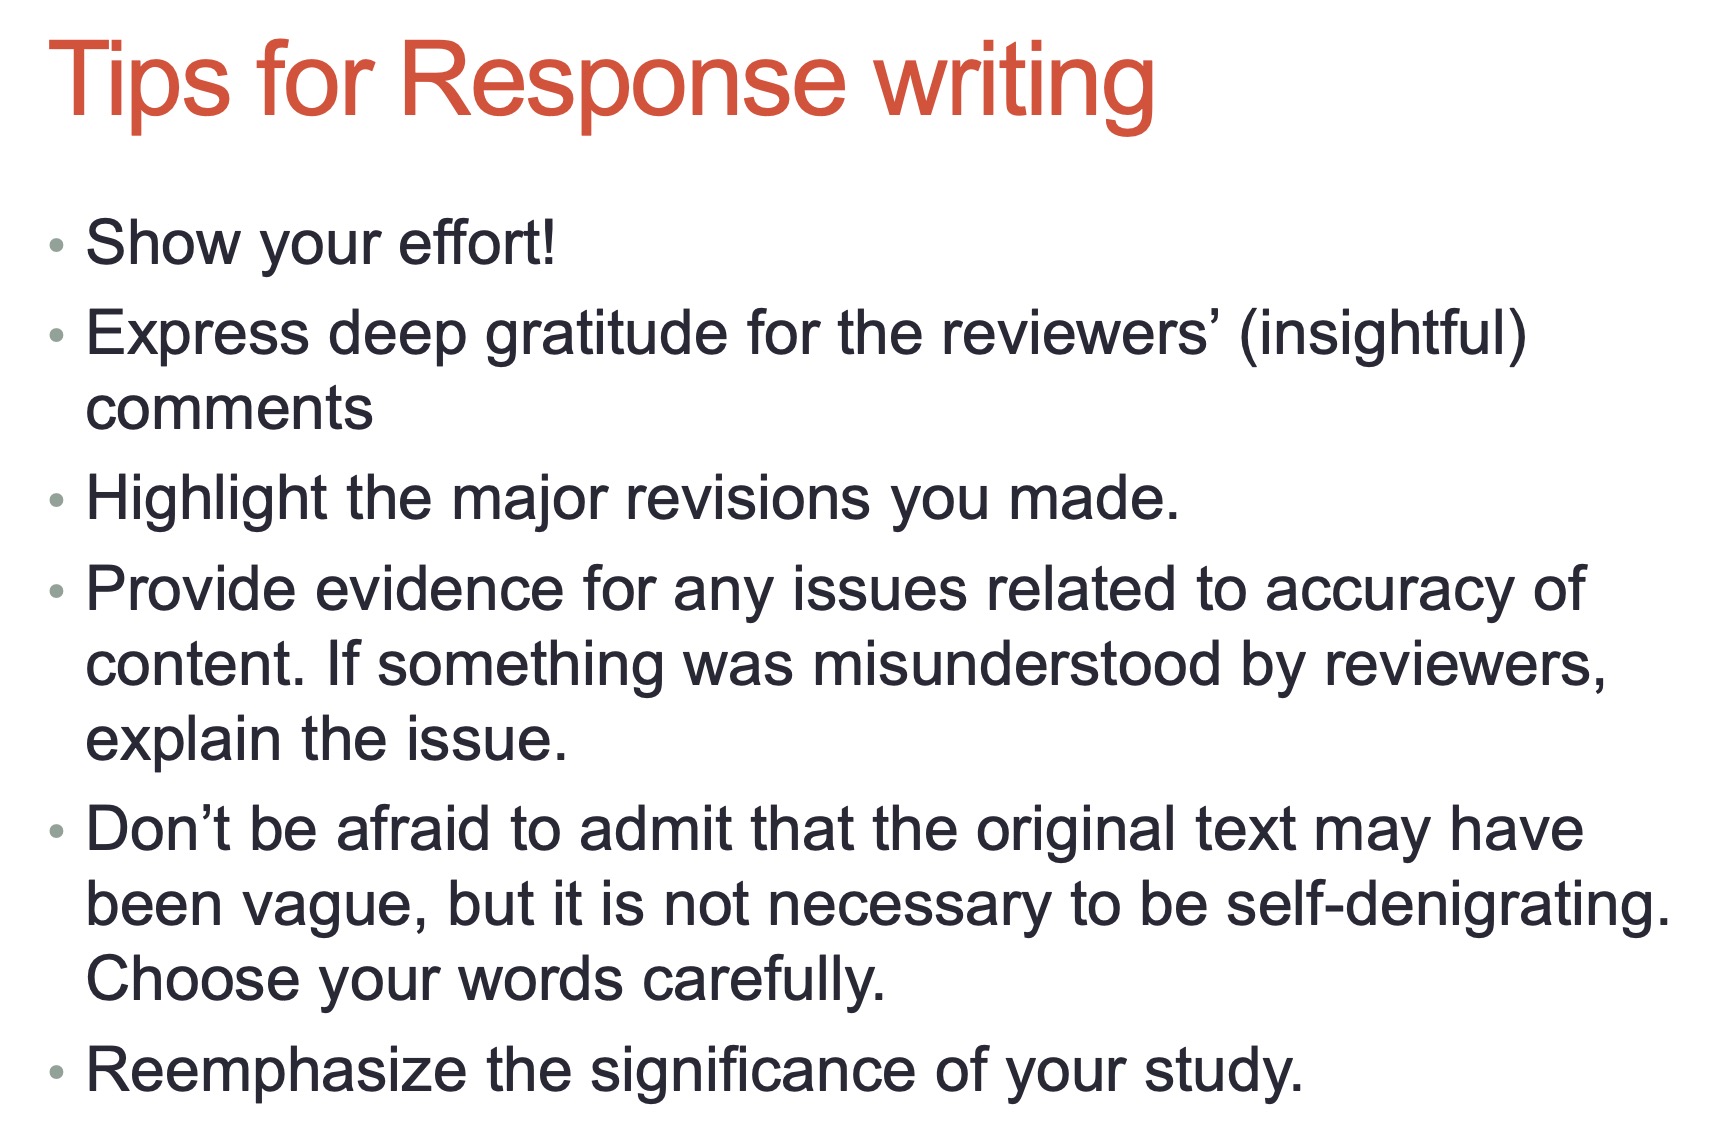 Tips for Response writing
• Show your effort!
• Express deep gratitude for the reviewers’ (insightful)
comments
• Highlight the major revisions you made.
• Provide evidence for any issues related to accuracy of
content. If something was misunderstood by reviewers,
explain the issue.
• Don’t be afraid to admit that the original text may have
been vague, but it is not necessary to be self-denigrating.
Choose your words carefully.
• Reemphasize the significance of your study.